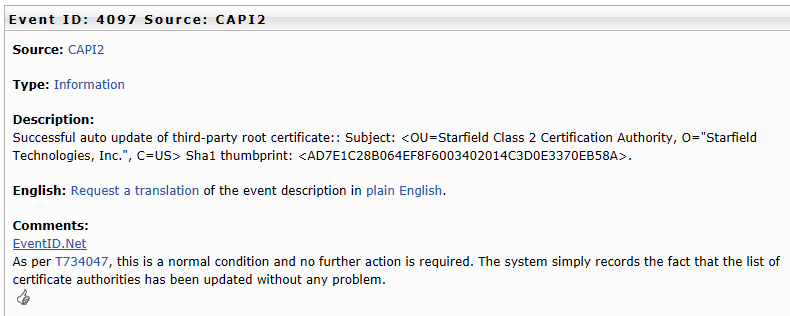 Event ID: 4097 Source: CAPI2
Source: CAPI2
Type: Information
Description:
Successful auto update of third-party root certificate:: Subject: <OU=Starfield Class 2 Certification Authority, O="Starfield
Technologies, Inc.", C=US> Sha1 thumbprint: <AD7E1C28B064EF8F6003402014C3D0E3370EB58A>.
English: Request a translation of the event description in plain English.
Comments:
EventID.Net
As per T734047, this is a normal condition and no further action is required. The system simply records the fact that the list of
certificate authorities has been updated without any problem.